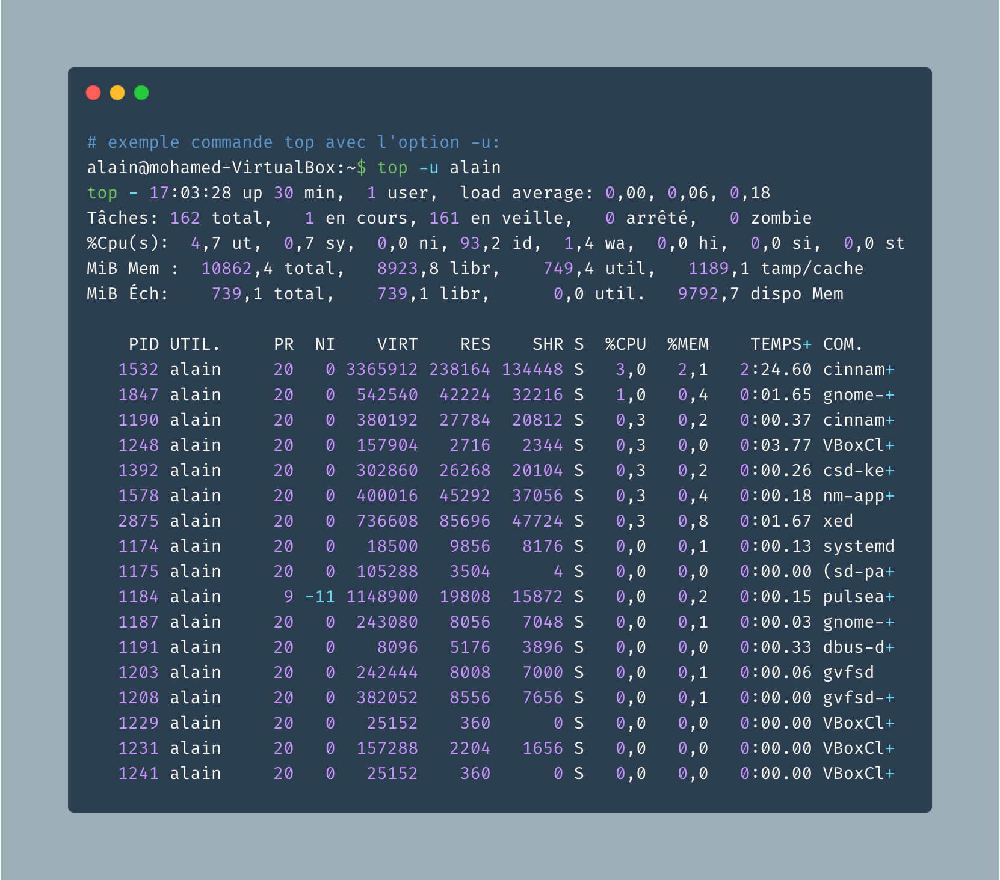 # exemple commande top avec l'option -u:
alain@mohamed-VirtualBox:~$ top -u alain
top - 17:03:28 up 30 min,  1 user,  load average: 0,00, 0,06, 0,18
Tâches: 162 total,   1 en cours, 161 en veille,   0 arrêté,   0 zombie
%Cpu(s):  4,7 ut,  0,7 sy,  0,0 ni, 93,2 id,  1,4 wa,  0,0 hi,  0,0 si,  0,0 st
MiB Mem :  10862,4 total,   8923,8 libr,    749,4 util,   1189,1 tamp/cache
MiB Éch:    739,1 total,    739,1 libr,      0,0 util.   9792,7 dispo Mem
    PID UTIL.     PR  NI    VIRT    RES    SHR S  %CPU  %MEM    TEMPS+ COM.
   1532 alain     20   0 3365912 238164 134448 S   3,0   2,1   2:24.60 cinnam+
   1847 alain     20   0  542540  42224  32216 S   1,0   0,4   0:01.65 gnome-+
   1190 alain     20   0  380192  27784  20812 S   0,3   0,2   0:00.37 cinnam+
   1248 alain     20   0  157904   2716   2344 S   0,3   0,0   0:03.77 VBoxCl+
   1392 alain     20   0  302860  26268  20104 S   0,3   0,2   0:00.26 csd-ke+
   1578 alain     20   0  400016  45292  37056 S   0,3   0,4   0:00.18 nm-app+
   2875 alain     20   0  736608  85696  47724 S   0,3   0,8   0:01.67 xed
   1174 alain     20   0   18500   9856   8176 S   0,0   0,1   0:00.13 systemd
   1175 alain     20   0  105288   3504      4 S   0,0   0,0   0:00.00 (sd-pa+
   1184 alain      9 -11 1148900  19808  15872 S   0,0   0,2   0:00.15 pulsea+
   1187 alain     20   0  243080   8056   7048 S   0,0   0,1   0:00.03 gnome-+
   1191 alain     20   0    8096   5176   3896 S   0,0   0,0   0:00.33 dbus-d+
   1203 alain     20   0  242444   8008   7000 S   0,0   0,1   0:00.06 gvfsd
   1208 alain     20   0  382052   8556   7656 S   0,0   0,1   0:00.00 gvfsd-+
   1229 alain     20   0   25152    360      0 S   0,0   0,0   0:00.00 VBoxCl+
   1231 alain     20   0  157288   2204   1656 S   0,0   0,0   0:00.00 VBoxCl+
   1241 alain     20   0   25152    360      0 S   0,0   0,0   0:00.00 VBoxCl+